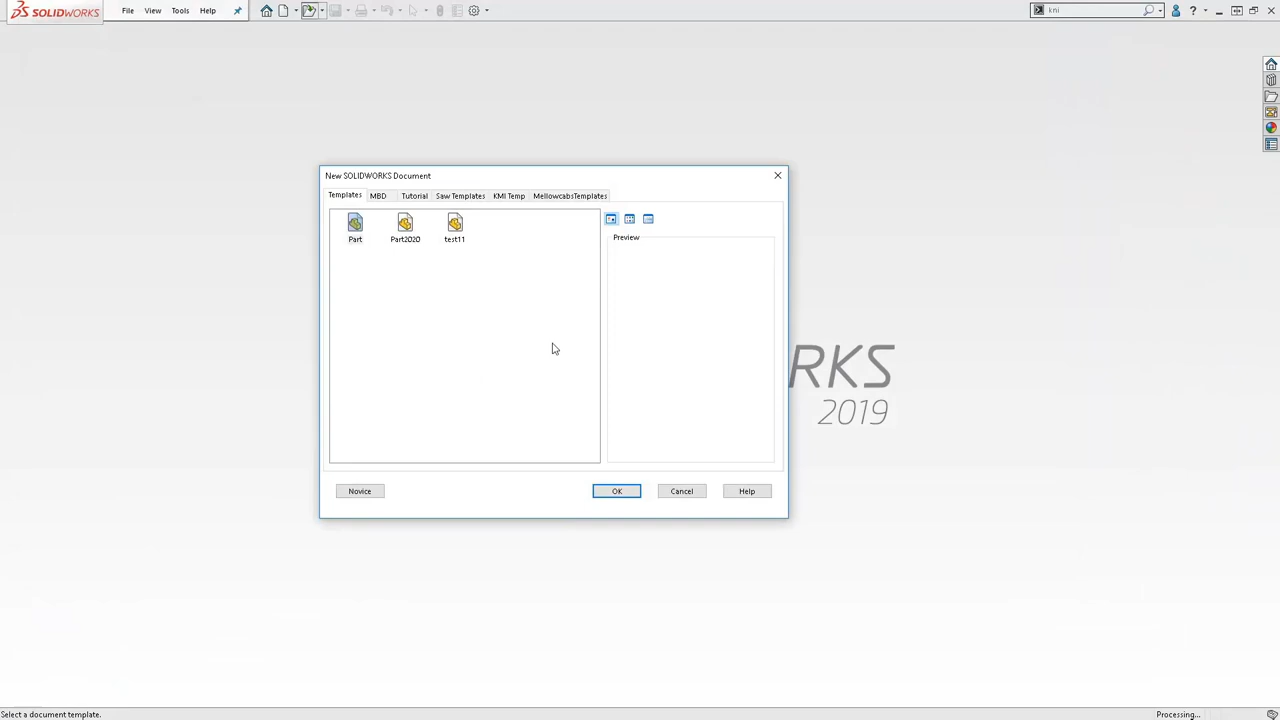 SOLIDWORKS File View Tools Help kni ?
New SOLIDWORKS Document
Templates MBD Tutorial Saw Templates KMI Temp MellowcabsTemplates
Preview
Part Part2020 test11
RKS
2019
Novice OK Cancel Help
Select a document template. Processing...